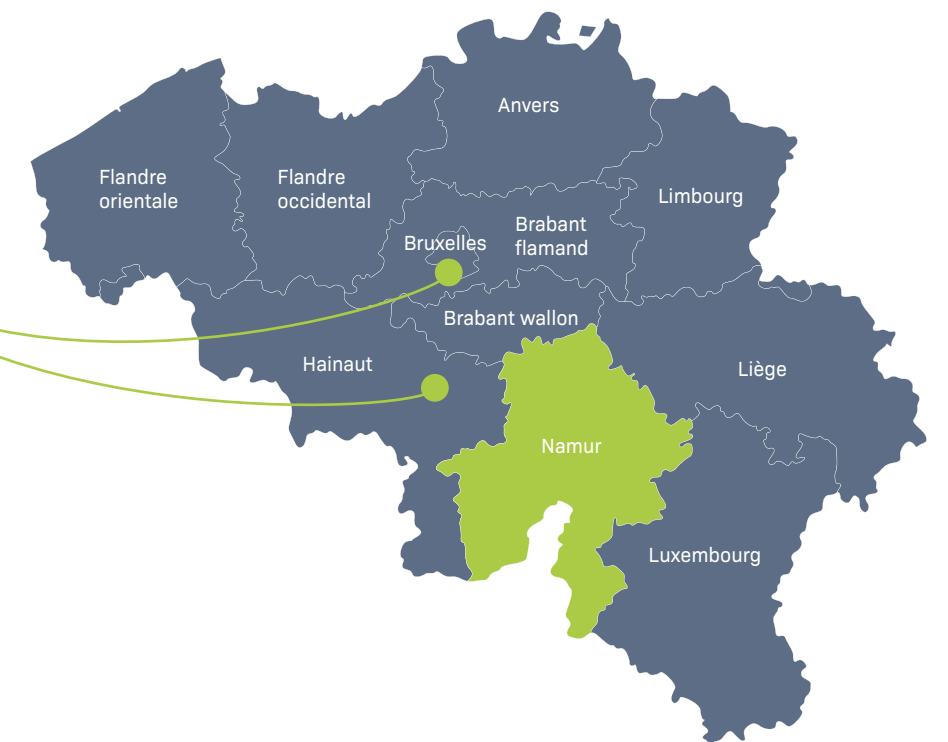 Anvers
Flandre
orientale
Flandre
occidental
Limbourg
Bruxelles
Brabant
flamand
Brabant wallon
Hainaut
Liège
Namur
Luxembourg